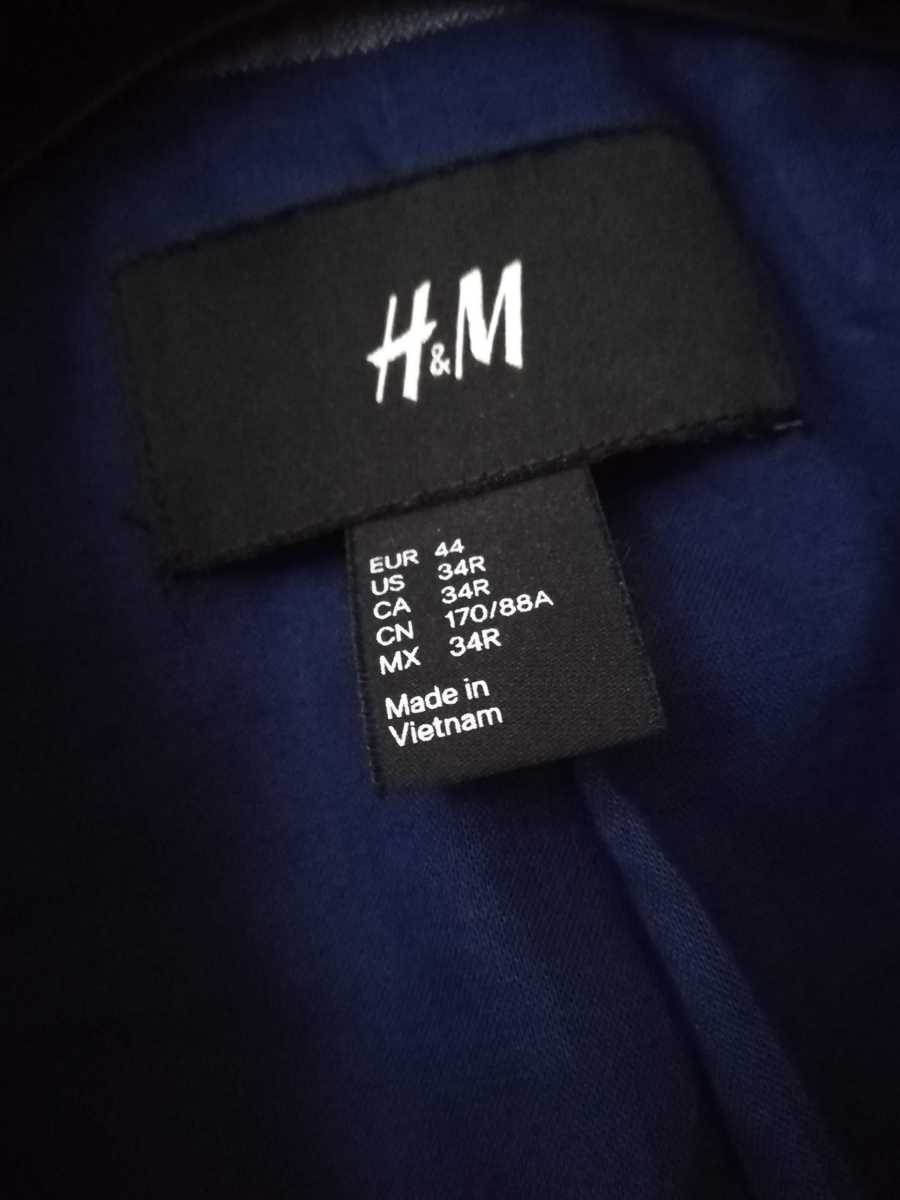 H&M
EUR 44
US 34R
CA 34R
CN 170/88A
MX 34R
Made in
Vietnam